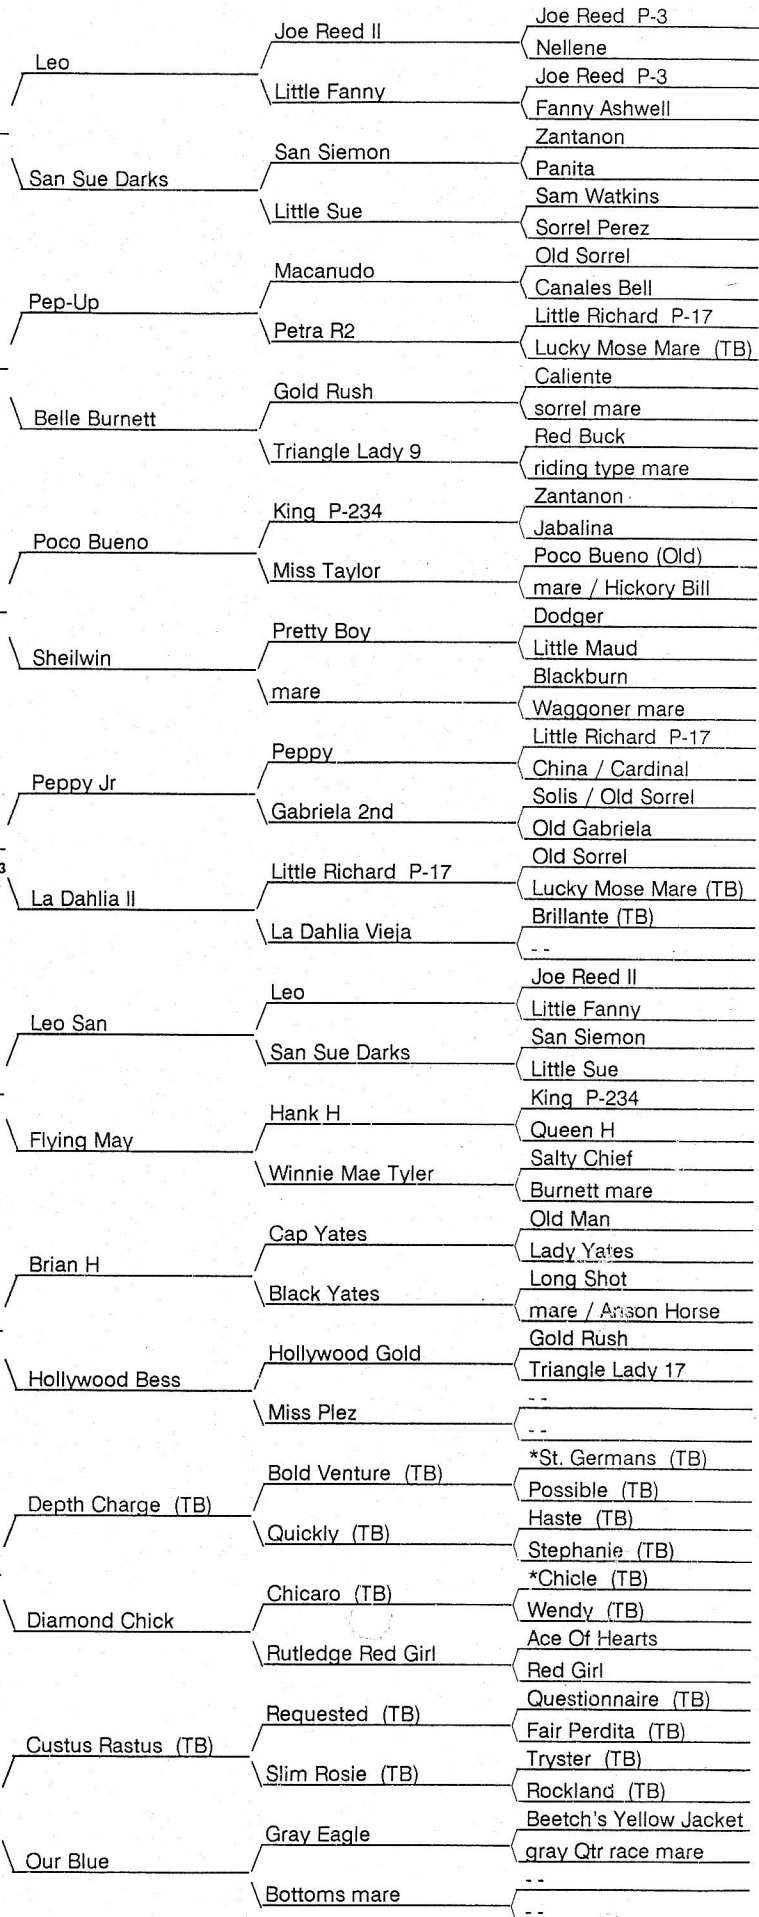 Joe Reed P-3
Joe Reed II
Nellene
Leo
Joe Reed P-3
Little Fanny
Fanny Ashwell
Zantanon
San Siemon
Panita
San Sue Darks
Sam Watkins
Little Sue
Sorrel Perez
Old Sorrel
Macanudo
Canales Bell
Pep-Up
Little Richard P-17
Petra R2
Lucky Mose Mare (TB)
Caliente
Gold Rush
sorrel mare
Belle Burnett
Red Buck
Triangle Lady 9
riding type mare
Zantanon
King P-234
Jabalina
Poco Bueno
Poco Bueno (Old)
Miss Taylor
mare / Hickory Bill
Dodger
Pretty Boy
Little Maud
Sheilwin
Blackburn
mare
Waggoner mare
Little Richard P-17
Peppy
China / Cardinal
Peppy Jr
Solis / Old Sorrel
Gabriela 2nd
Old Gabriela
Old Sorrel
3
Little Richard P-17
Lucky Mose Mare (TB)
La Dahlia II
Brillante (TB)
La Dahlia Vieja
- -
Joe Reed II
Leo
Little Fanny
Leo San
San Siemon
San Sue Darks
Little Sue
King P-234
Hank H
Queen H
Flying May
Salty Chief
Winnie Mae Tyler
Burnett mare
Old Man
Cap Yates
Lady Yates
Brian H
Long Shot
Black Yates
mare / Anson Horse
Gold Rush
Hollywood Gold
Triangle Lady 17
Hollywood Bess
- -
Miss Plez
- -
*St. Germans (TB)
Bold Venture (TB)
Possible (TB)
Depth Charge (TB)
Haste (TB)
Quickly (TB)
Stephanie (TB)
*Chicle (TB)
Chicaro (TB)
Wendy (TB)
Diamond Chick
Ace Of Hearts
Rutledge Red Girl
Red Girl
Questionnaire (TB)
Requested (TB)
Fair Perdita (TB)
Custus Rastus (TB)
Tryster (TB)
Slim Rosie (TB)
Rockland (TB)
Beetch's Yellow Jacket
Gray Eagle
gray Qtr race mare
Our Blue
- -
Bottoms mare
- -